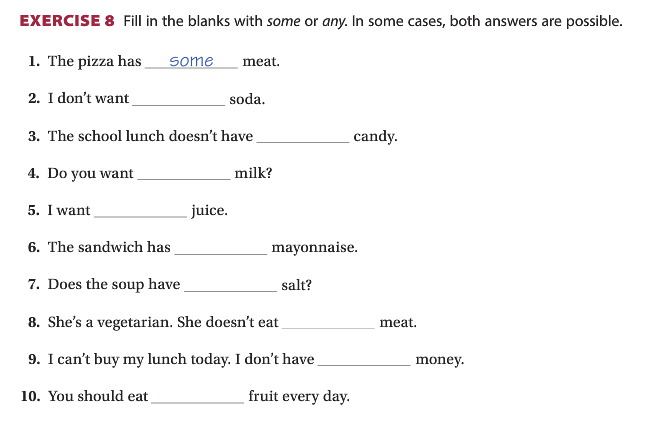 EXERCISE 8 Fill in the blanks with some or any. In some cases, both answers are possible.
1. The pizza has some meat.
2. I don't want __________ soda.
3. The school lunch doesn't have __________ candy.
4. Do you want __________ milk?
5. I want __________ juice.
6. The sandwich has __________ mayonnaise.
7. Does the soup have __________ salt?
8. She's a vegetarian. She doesn't eat __________ meat.
9. I can't buy my lunch today. I don't have __________ money.
10. You should eat __________ fruit every day.